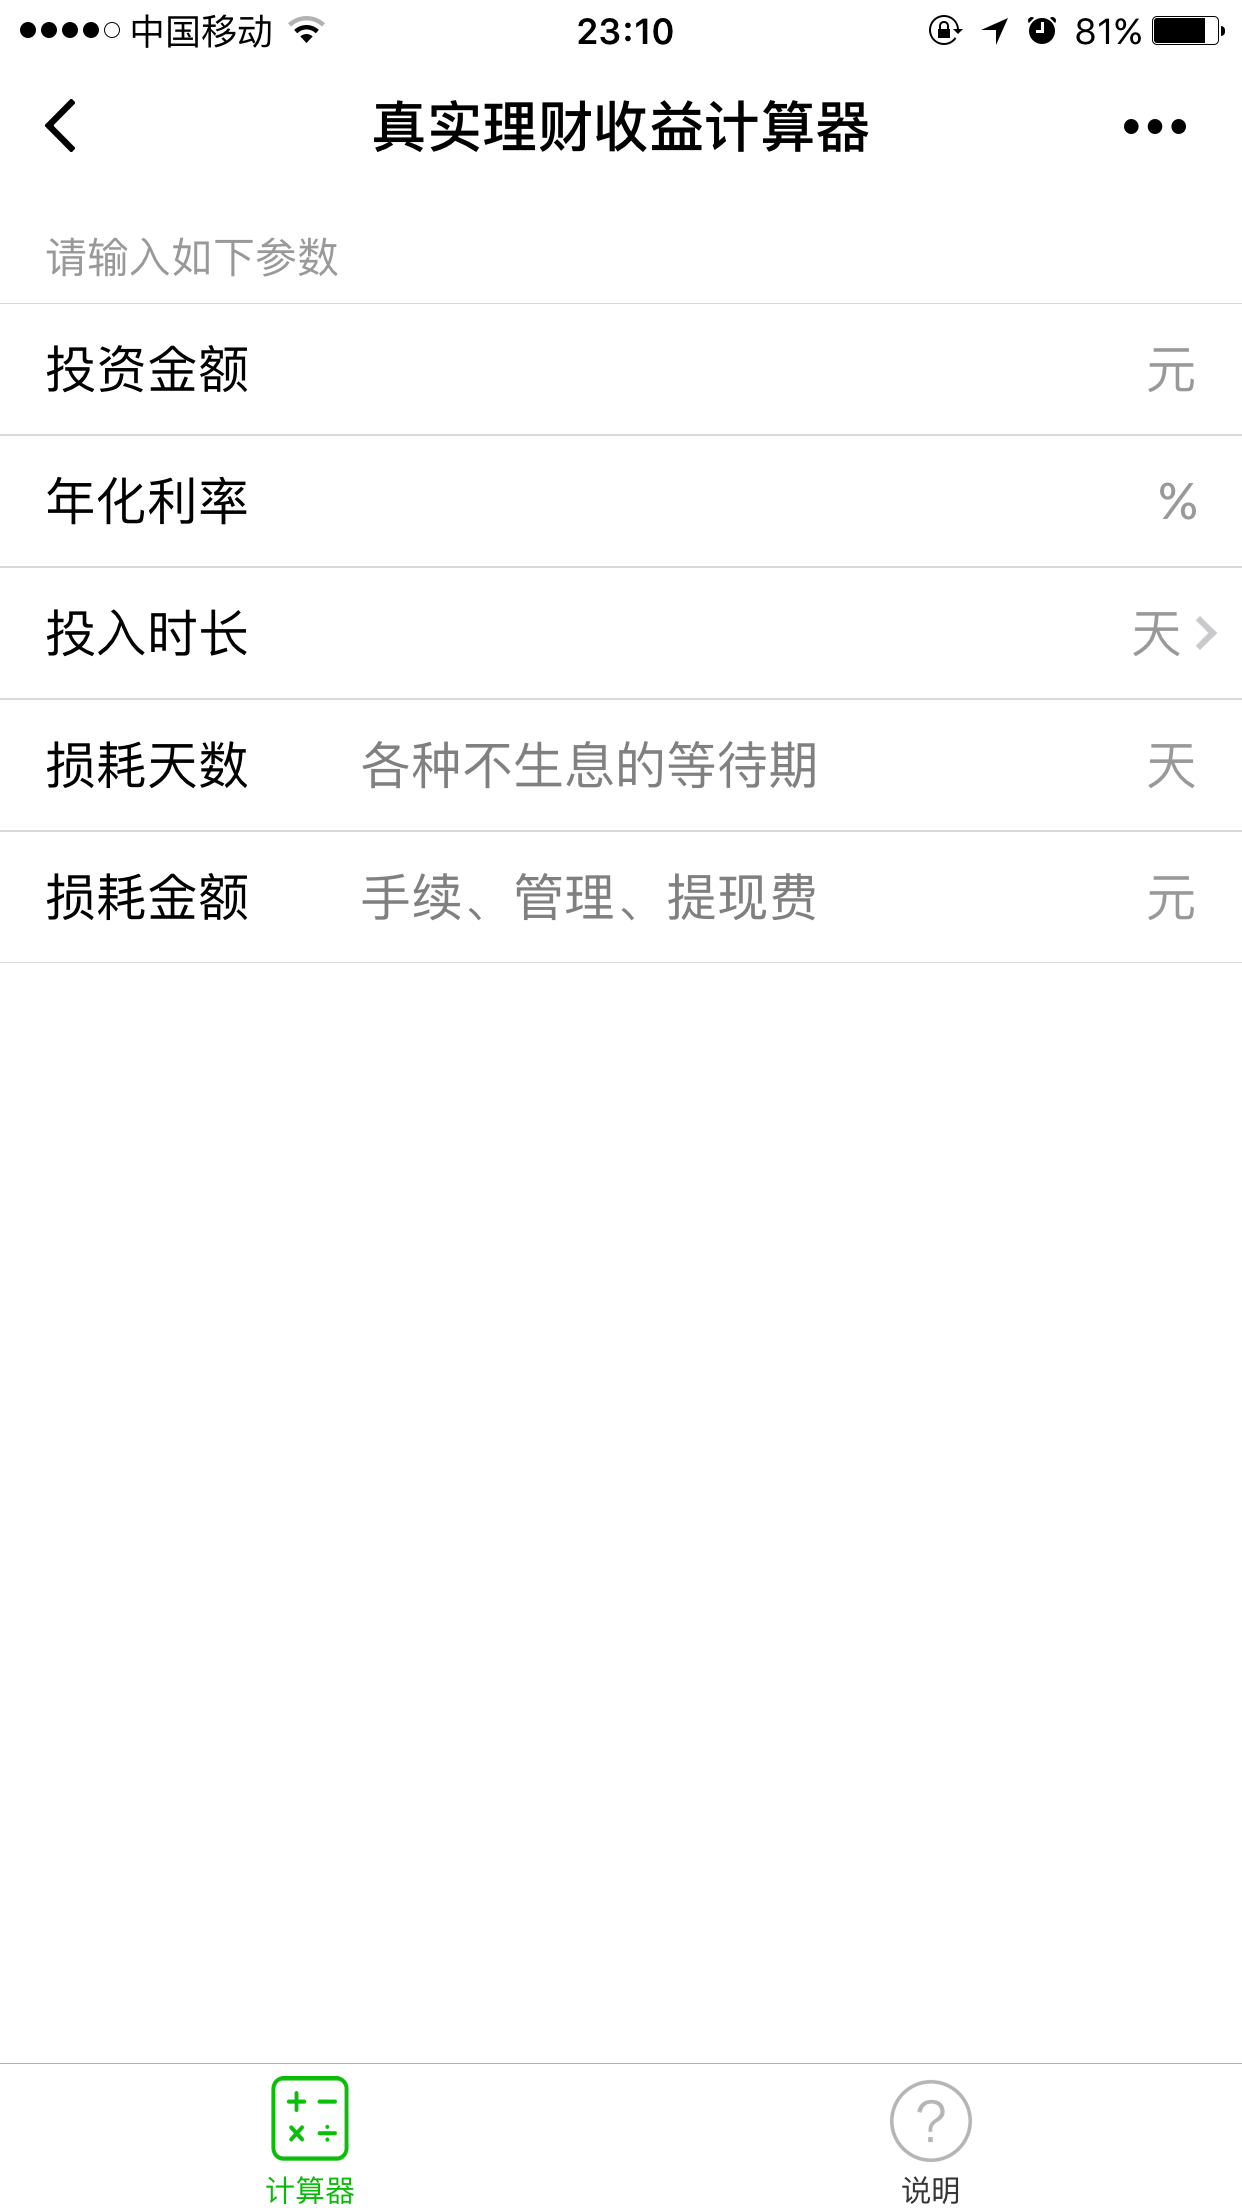 中国移动 23:10 81%
真实理财收益计算器
请输入如下参数
投资金额 元
年化利率 %
投入时长 天
损耗天数 各种不生息的等待期 天
损耗金额 手续、管理、提现费 元
计算器 说明